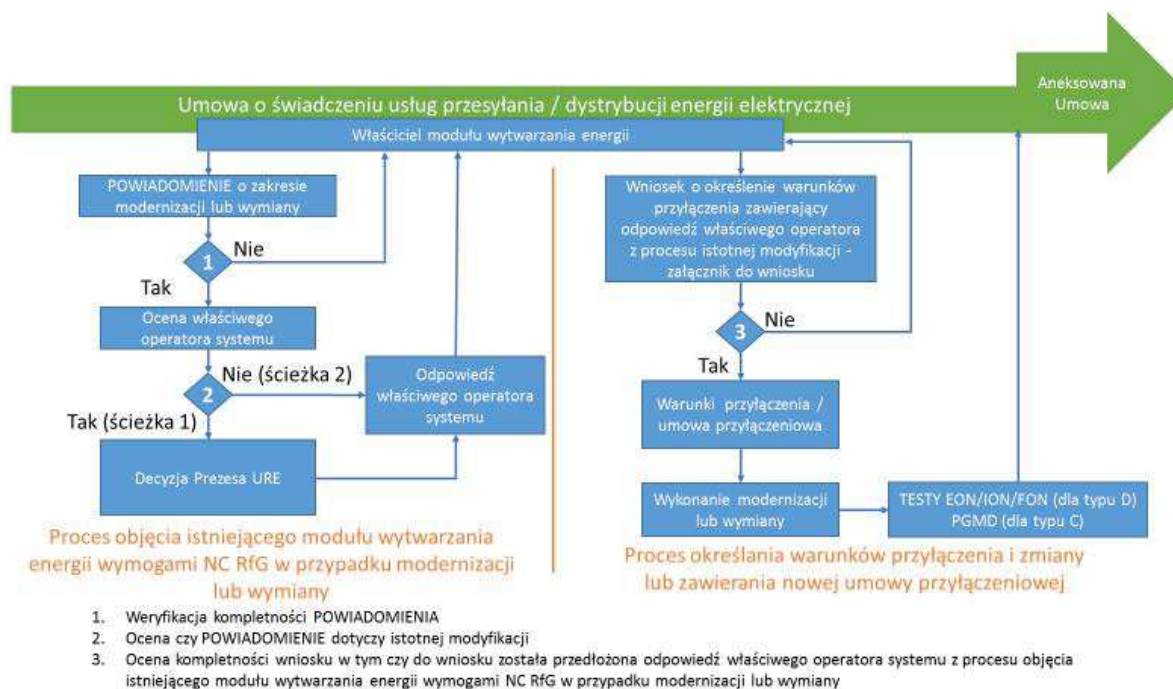 Aneksowana
Umowa
Umowa o świadczeniu usług przesyłania / dystrybucji energii elektrycznej
Właściciel modułu wytwarzania energii
POWIADOMIENIE o zakresie
modernizacji lub wymiany
1
Nie
Tak
Ocena właściwego
operatora systemu
2
Nie (ścieżka 2)
Tak (ścieżka 1)
Odpowiedź
właściwego operatora
systemu
Decyzja Prezesa URE
Proces objęcia istniejącego modułu wytwarzania
energii wymogami NC RfG w przypadku modernizacji
lub wymiany
Wniosek o określenie warunków
przyłączenia zawierający
odpowiedź właściwego operatora
z procesu istotnej modyfikacji -
załącznik do wniosku
3
Nie
Tak
Warunki przyłączenia /
umowa przyłączeniowa
Wykonanie modernizacji
lub wymiany
TESTY EON/ION/FON (dla typu D)
PGMD (dla typu C)
Proces określania warunków przyłączenia i zmiany
lub zawierania nowej umowy przyłączeniowej
1. Weryfikacja kompletności POWIADOMIENIA
2. Ocena czy POWIADOMIENIE dotyczy istotnej modyfikacji
3. Ocena kompletności wniosku w tym czy do wniosku została przedłożona odpowiedź właściwego operatora systemu z procesu objęcia
istniejącego modułu wytwarzania energii wymogami NC RfG w przypadku modernizacji lub wymiany